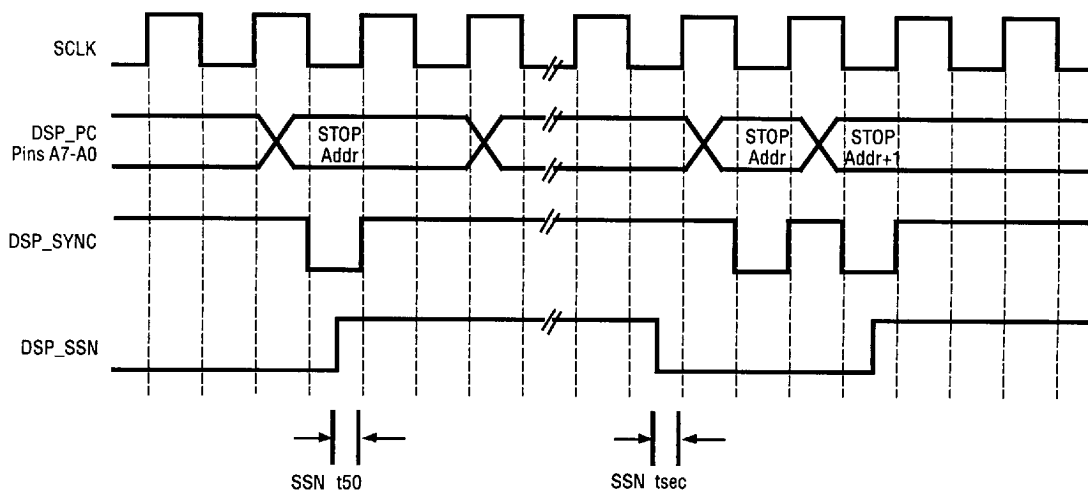 SCLK
DSP_PC
Pins A7-A0
STOP
Addr
STOP
Addr
STOP
Addr+1
DSP_SYNC
DSP_SSN
SSN t50
SSN tsec